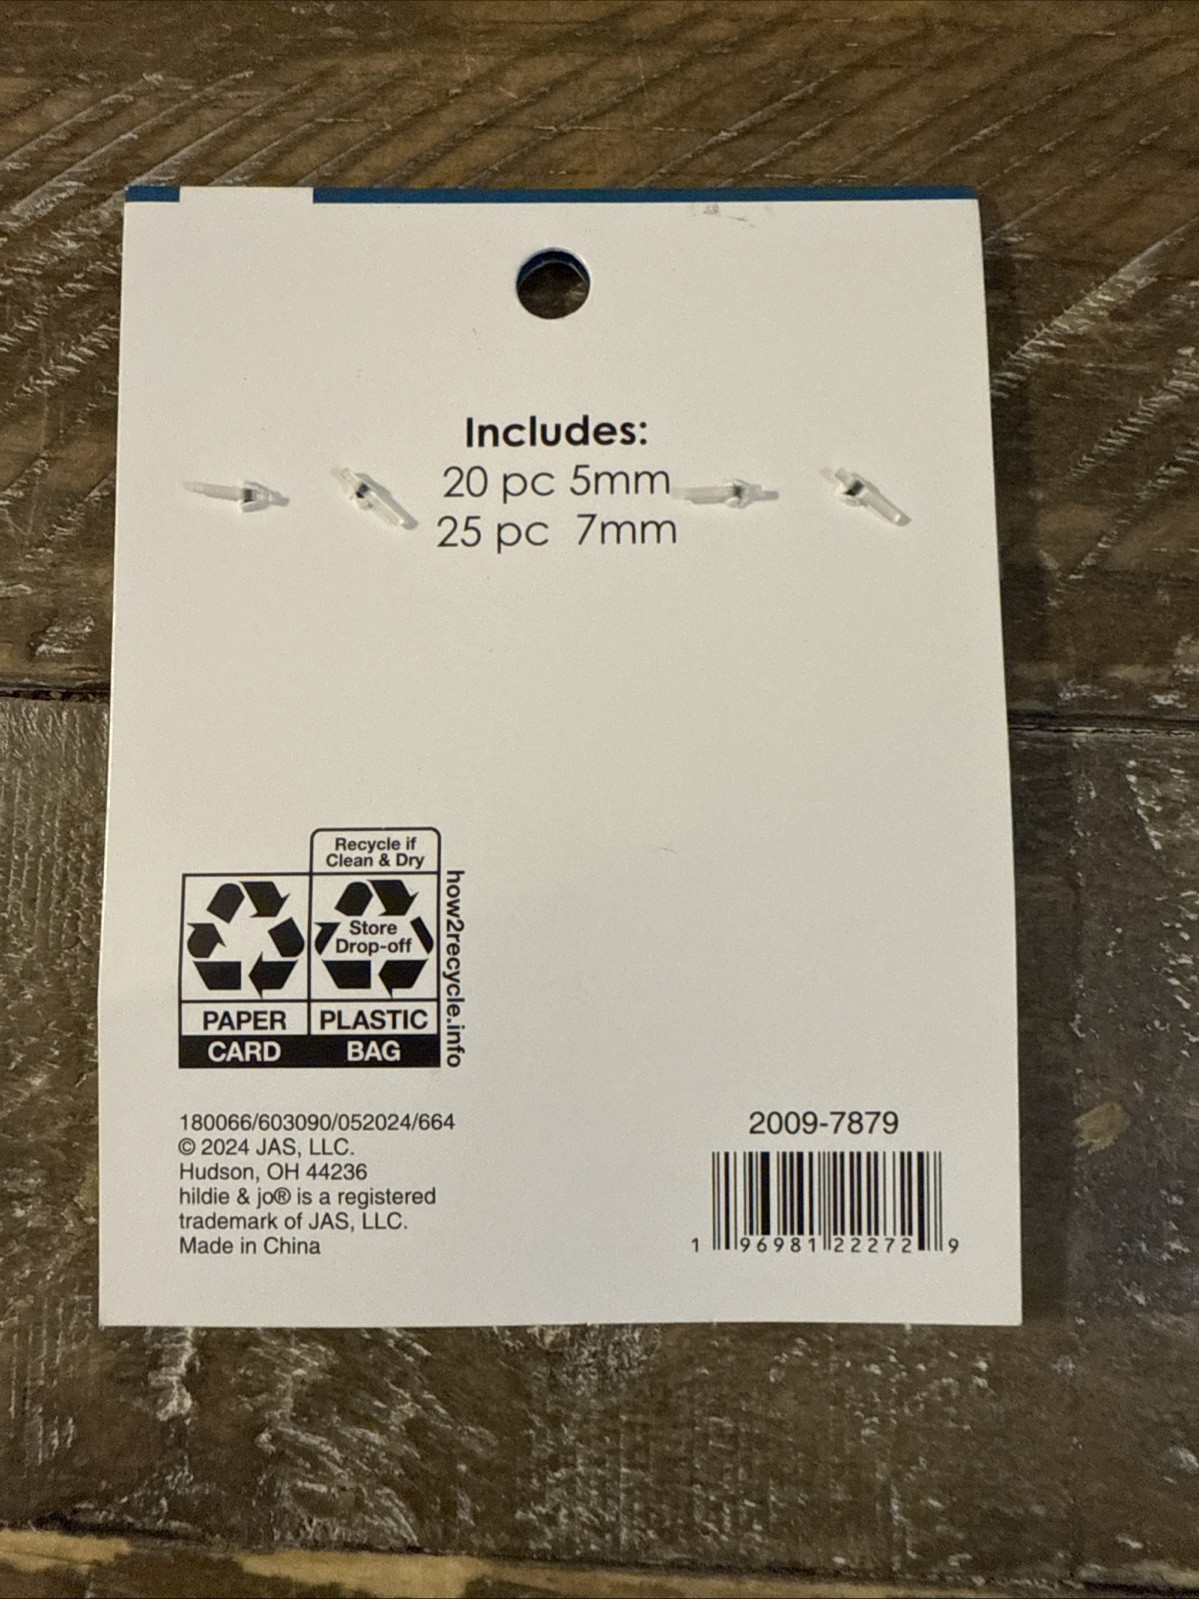 Includes:
20 pc 5mm
25 pc 7mm
Recycle if
Clean & Dry
Store
Drop-off
PAPER
CARD
PLASTIC
BAG
how2recycle.info
180066/603090/052024/664
© 2024 JAS, LLC.
Hudson, OH 44236
hildie & jo® is a registered
trademark of JAS, LLC.
Made in China
2009-7879
1 96981 22272 9